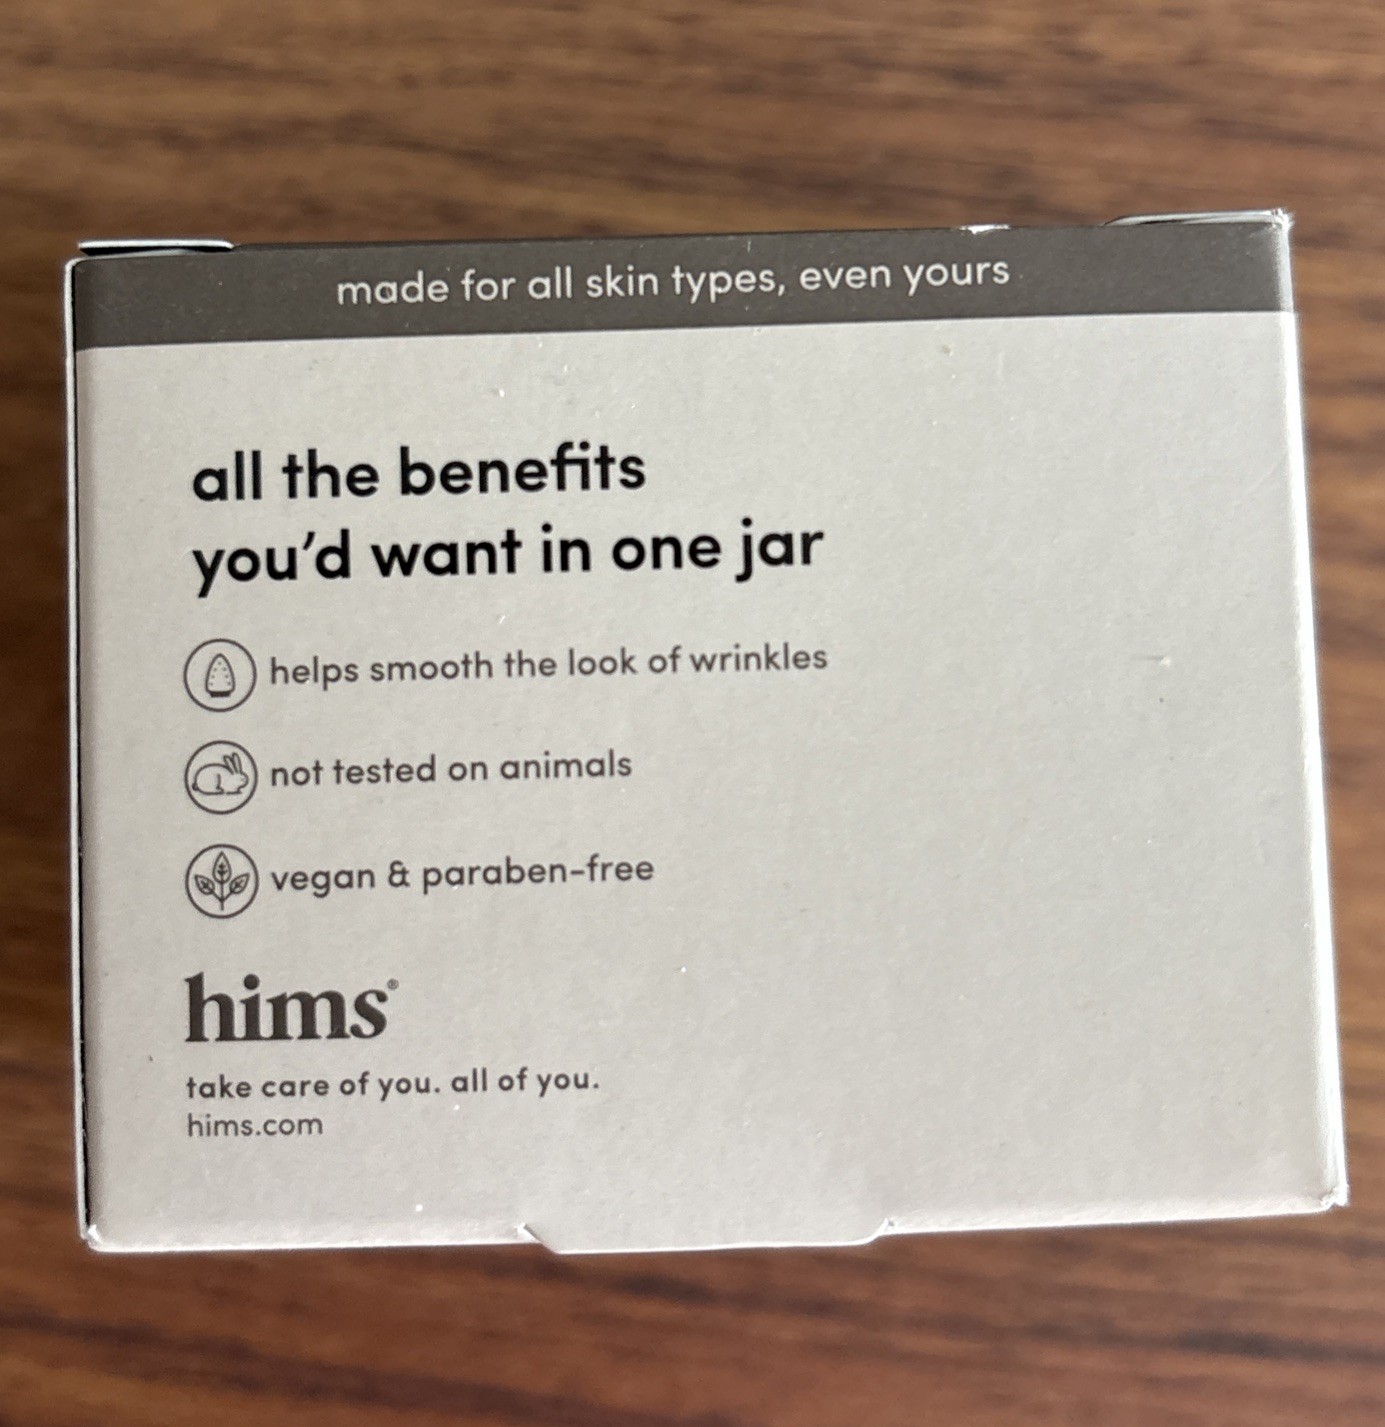 made for all skin types, even yours
all the benefits
you'd want in one jar
helps smooth the look of wrinkles
not tested on animals
vegan & paraben-free
hims®
take care of you. all of you.
hims.com